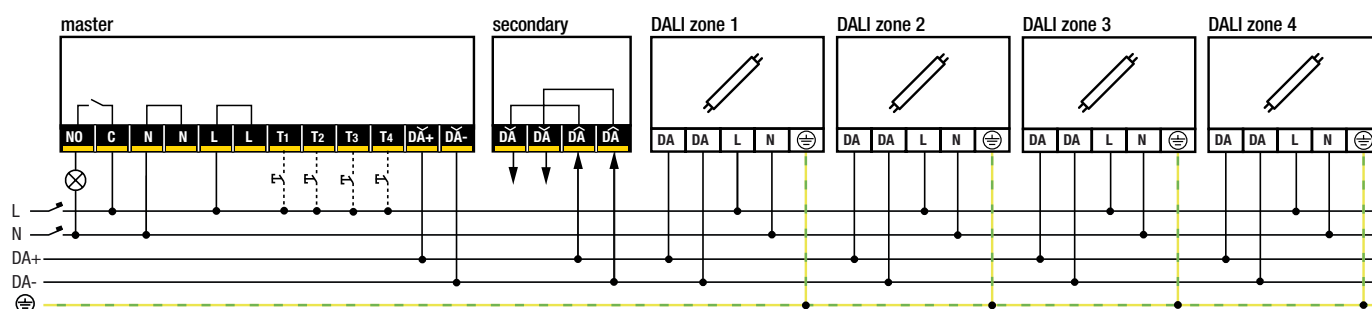 master
secondary
DALI zone 1
DALI zone 2
DALI zone 3
DALI zone 4
NO C N N L L T1 T2 T3 T4 DA+ DA-
DA DA DA DA
DA DA L N
DA DA L N
DA DA L N
DA DA L N
L
N
DA+
DA-